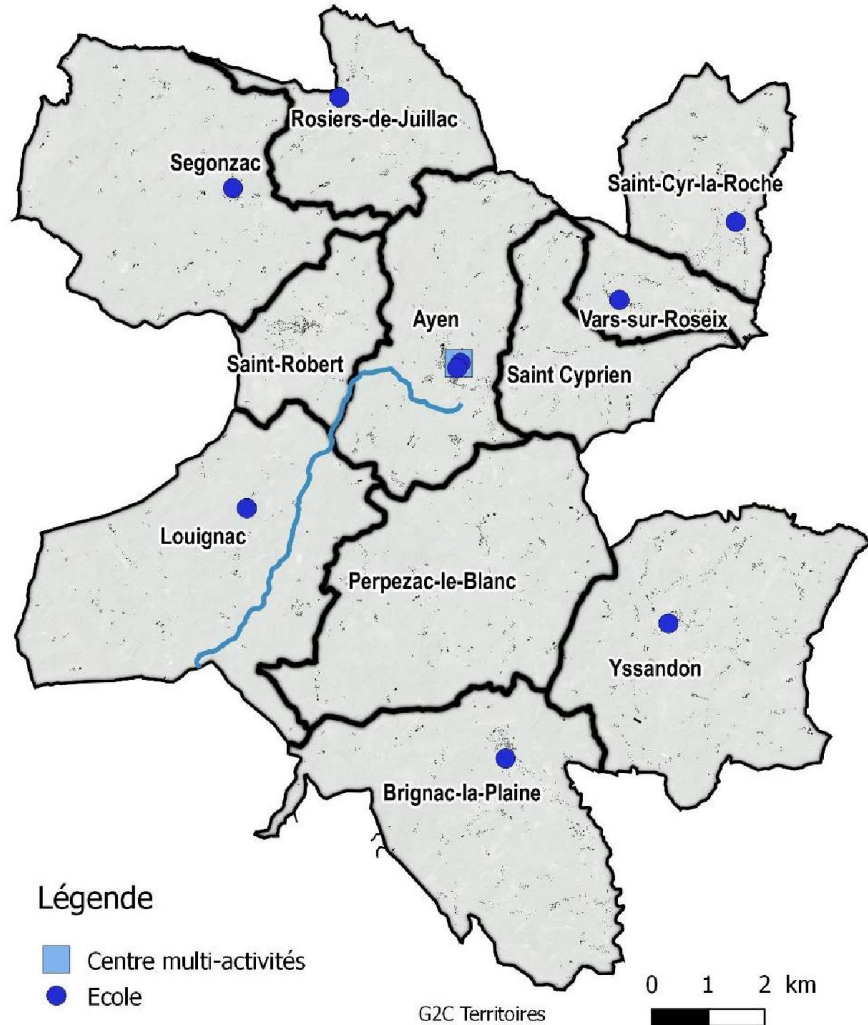 Rosiers-de-Juillac
Segonzac
Saint-Cyr-la-Roche
Ayen
Vars-sur-Roseix
Saint-Robert
Saint Cyprien
Louignac
Perpezac-le-Blanc
Yssandon
Brignac-la-Plaine
Légende
Centre multi-activités
Ecole
G2C Territoires
0 1 2 km